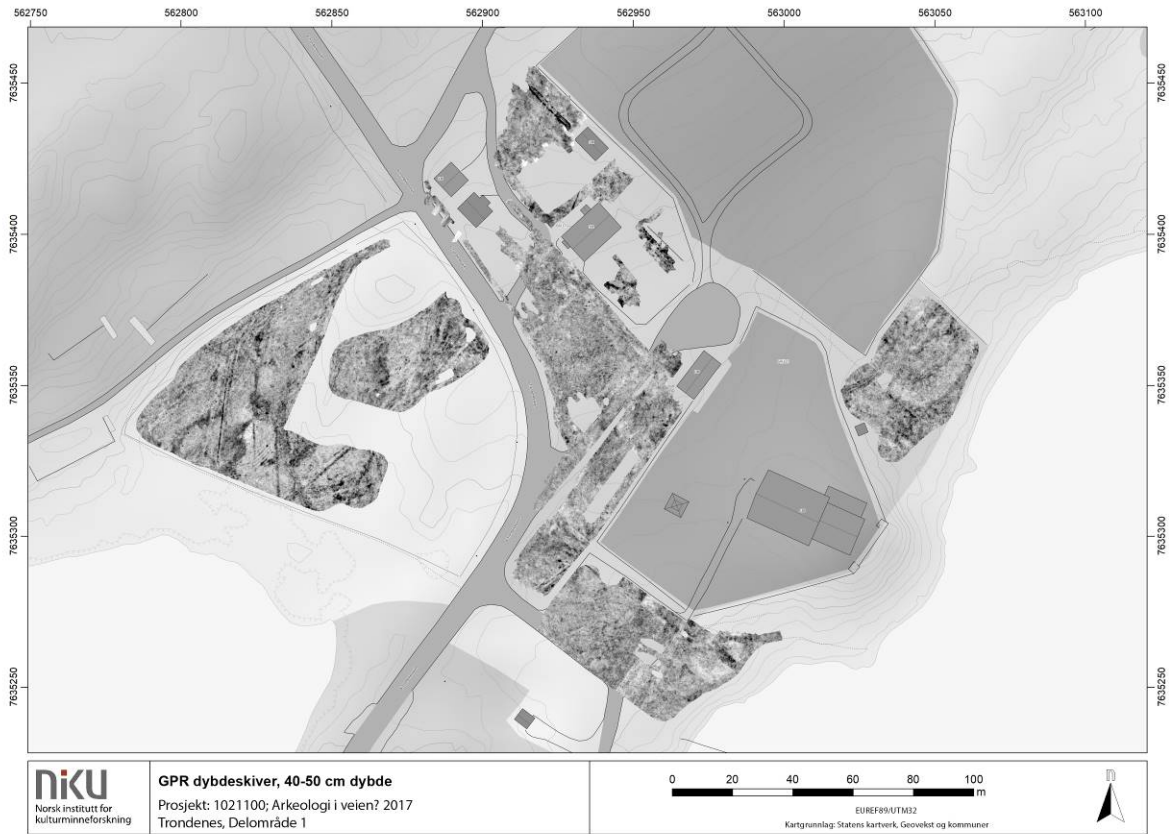 562750 562800 562850 562900 562950 563000 563050 563100
7635450 7635450
7635400 7635400
7635350 7635350
7635300 7635300
7635250 7635250
niku
Norsk institutt for
kulturminneforskning
GPR dybdeskiver, 40-50 cm dybde
Prosjekt: 1021100; Arkeologi i veien? 2017
Trondenes, Delområde 1
0 20 40 60 80 100
m
EUREF89/UTM32
Kartgrunnlag: Statens kartverk, Geovekst og kommuner
n